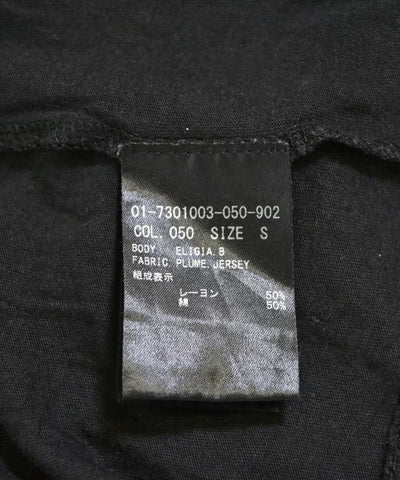 01-7301003-050-902
COL. 050 SIZE S
BODY. ELIGIA.B
FABRIC.PLUME.JERSEY
組成表示
レーヨン 50%
綿 50%